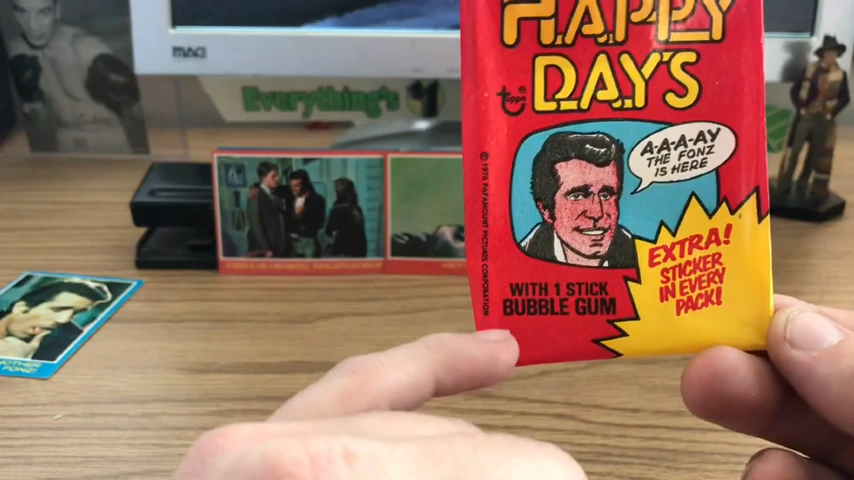 HAPPY
DAYS
Topps®
A-A-A-AY
THE FONZ
IS HERE
© 1976 PARAMOUNT PICTURES CORPORATION
EXTRA!
STICKER
IN EVERY
PACK!
WITH 1 STICK
BUBBLE GUM
MAG
Everything's
FONZ!